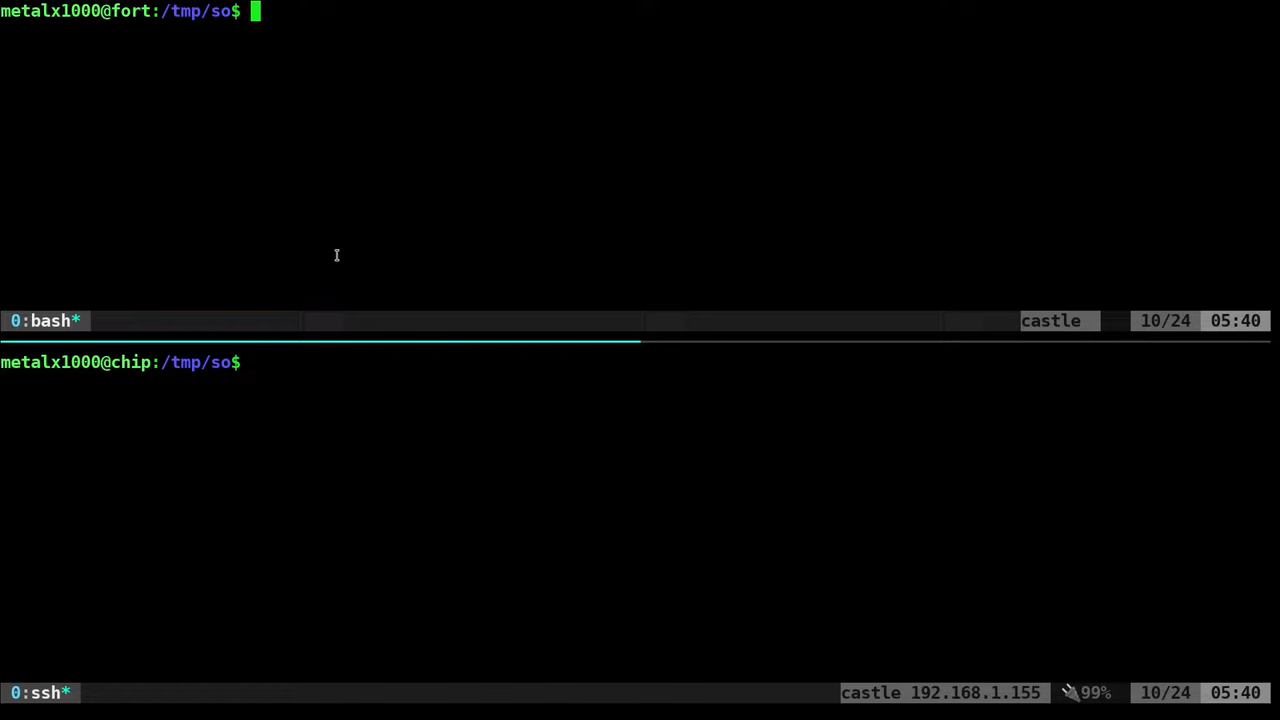 metalx1000@fort:/tmp/so$
0:bash* castle 10/24 05:40
metalx1000@chip:/tmp/so$
0:ssh* castle 192.168.1.155 99% 10/24 05:40